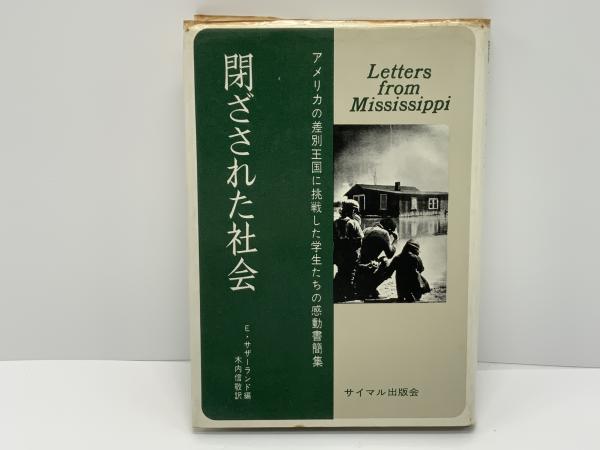 Letters
from
Mississippi
アメリカの差別王国に挑戦した学生たちの感動書簡集
閉ざされた社会
E・サザーランド編
木内信敬訳
サイマル出版会